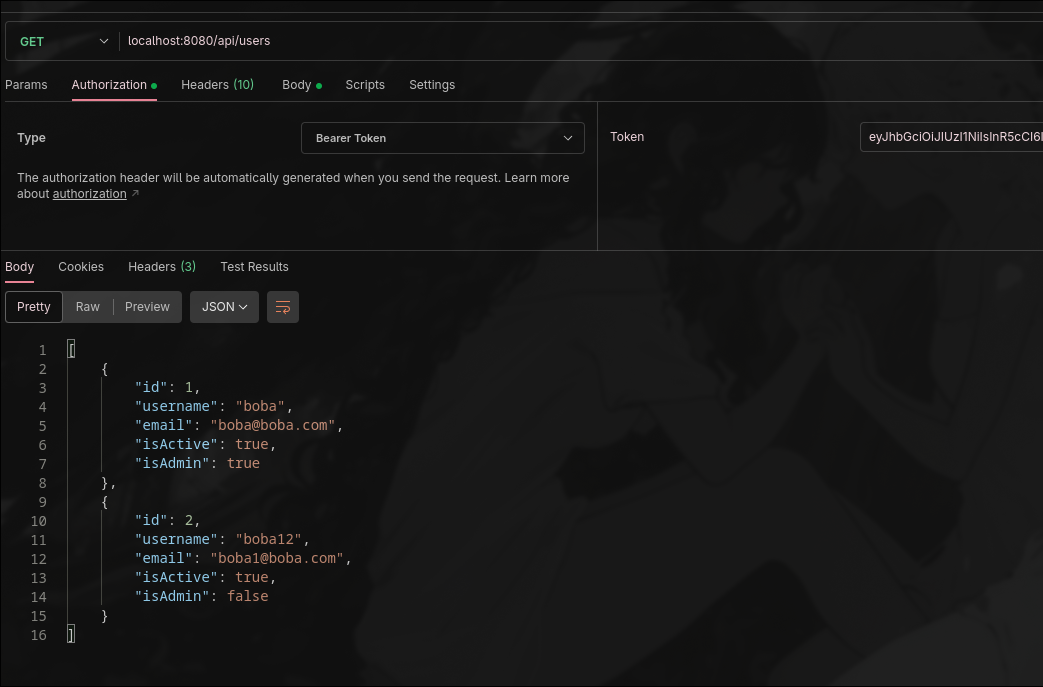 GET localhost:8080/api/users
Params Authorization Headers (10) Body Scripts Settings
Type Bearer Token Token eyJhbGciOiJIUzI1NiIsInR5cCI6I
The authorization header will be automatically generated when you send the request. Learn more
about authorization ↗
Body Cookies Headers (3) Test Results
Pretty Raw Preview JSON
1 [
2 {
3 "id": 1,
4 "username": "boba",
5 "email": "boba@boba.com",
6 "isActive": true,
7 "isAdmin": true
8 },
9 {
10 "id": 2,
11 "username": "boba12",
12 "email": "boba1@boba.com",
13 "isActive": true,
14 "isAdmin": false
15 }
16 ]